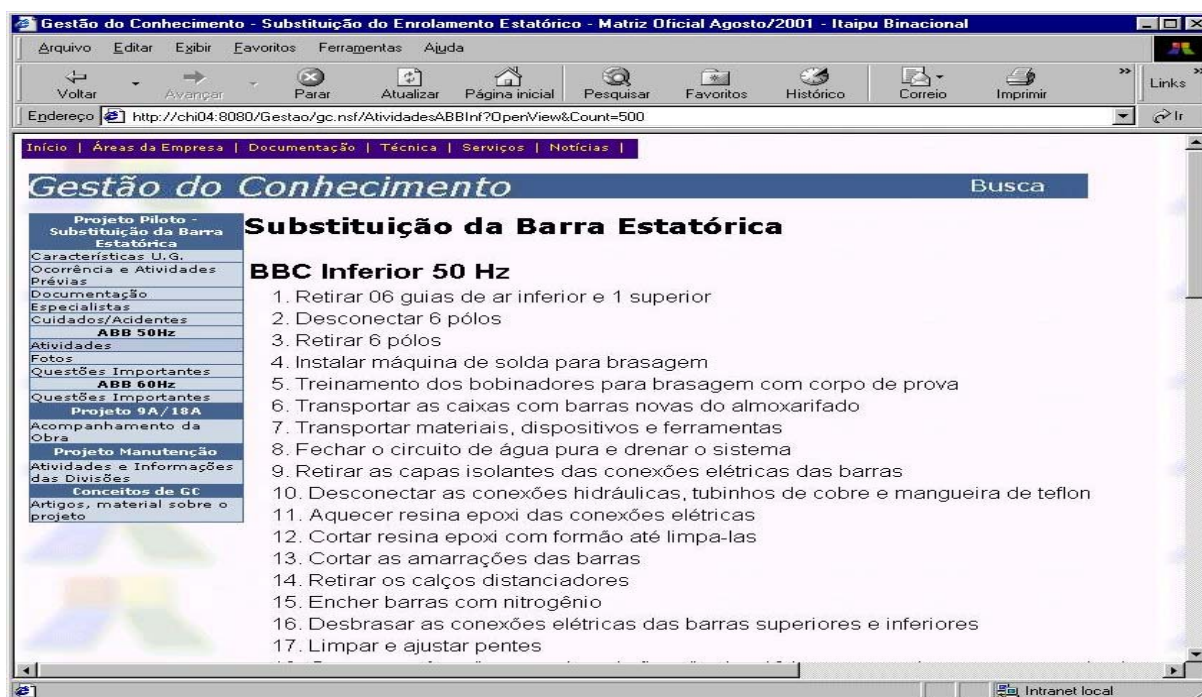 Gestão do Conhecimento - Substituição do Enrolamento Estatórico - Matriz Oficial Agosto/2001 - Itaipu Binacional
Arquivo Editar Exibir Favoritos Ferramentas Ajuda
Voltar Avançar Parar Atualizar Página inicial Pesquisar Favoritos Histórico Correio Imprimir » Links »
Endereço http://chi04:8080/Gestao/gc.nsf/AtividadesABBInf?OpenView&Count=500 Ir
Início | Áreas da Empresa | Documentação | Técnica | Serviços | Notícias |
Gestão do Conhecimento Busca
Projeto Piloto -
Substituição da Barra
Estatórica
Características U.G.
Ocorrência e Atividades
Prévias
Documentação
Especialistas
Cuidados/Acidentes
ABB 50Hz
Atividades
Fotos
Questões Importantes
ABB 60Hz
Questões Importantes
Projeto 9A/18A
Acompanhamento da
Obra
Projeto Manutenção
Atividades e Informações
das Divisões
Conceitos de GC
Artigos, material sobre o
projeto
Substituição da Barra Estatórica
BBC Inferior 50 Hz
1. Retirar 06 guias de ar inferior e 1 superior
2. Desconectar 6 pólos
3. Retirar 6 pólos
4. Instalar máquina de solda para brasagem
5. Treinamento dos bobinadores para brasagem com corpo de prova
6. Transportar as caixas com barras novas do almoxarifado
7. Transportar materiais, dispositivos e ferramentas
8. Fechar o circuito de água pura e drenar o sistema
9. Retirar as capas isolantes das conexões elétricas das barras
10. Desconectar as conexões hidráulicas, tubinhos de cobre e mangueira de teflon
11. Aquecer resina epoxi das conexões elétricas
12. Cortar resina epoxi com formão até limpa-las
13. Cortar as amarrações das barras
14. Retirar os calços distanciadores
15. Encher barras com nitrogênio
16. Desbrasar as conexões elétricas das barras superiores e inferiores
17. Limpar e ajustar pentes
Intranet local